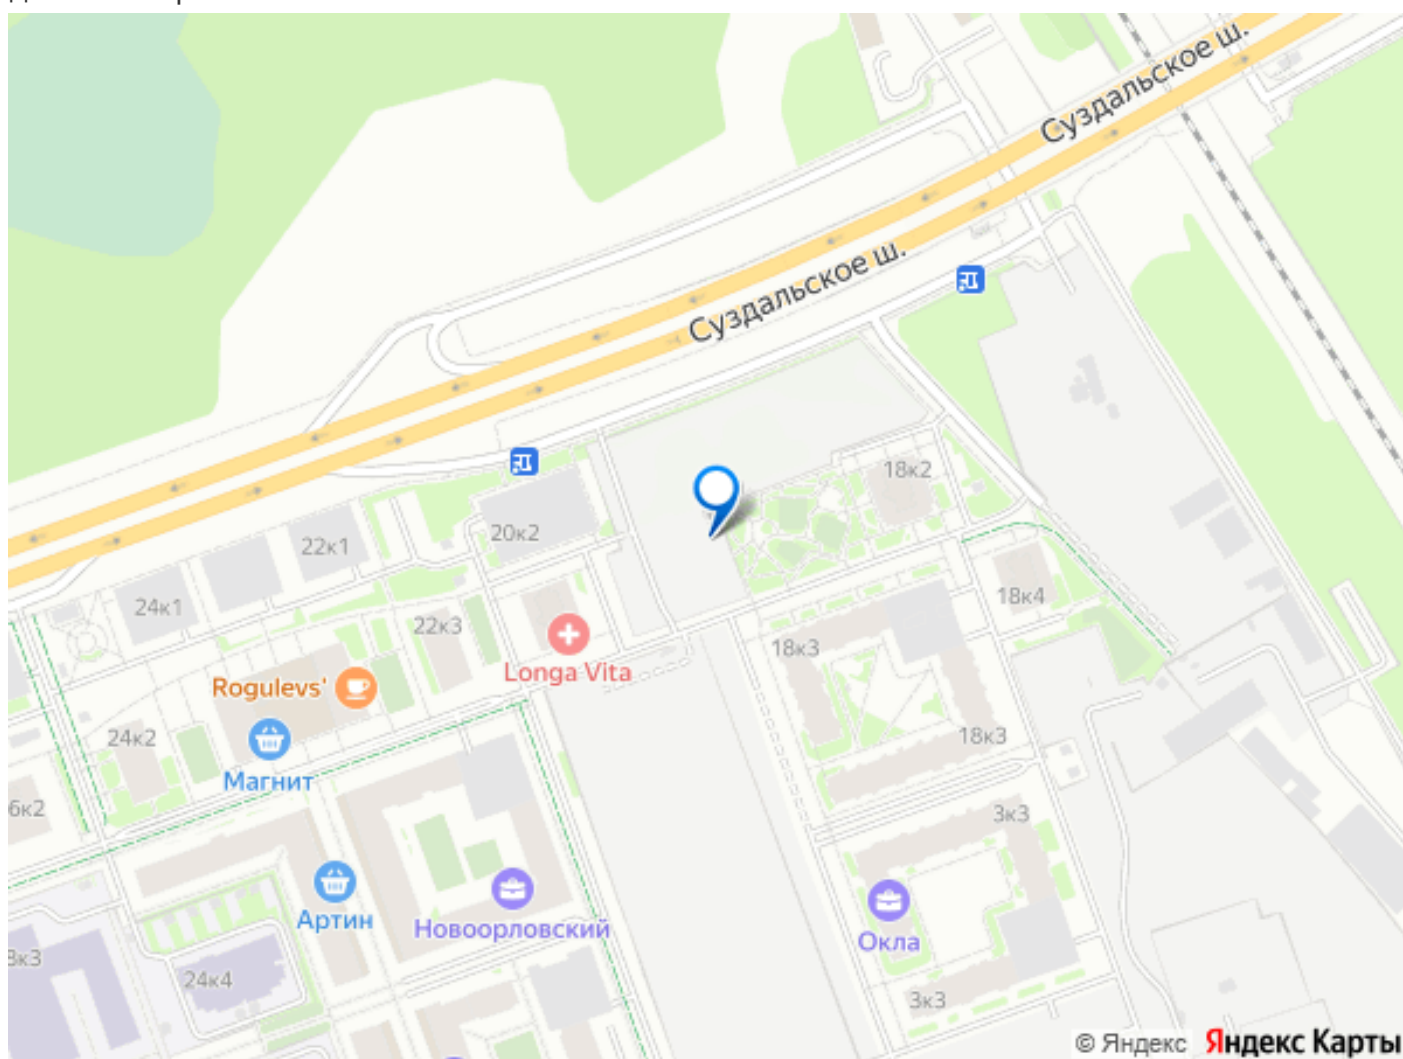 Суздальское ш.
Суздальское ш.
18к2
20к2
22к1
24к1
18к4
22к3
18к3
Longa Vita
Rogulevs'
24к2
18к3
Магнит
6к2
3к3
Артин
Новоорловский
Окла
3к3
24к4
3к3
© Яндекс Яндекс Карты